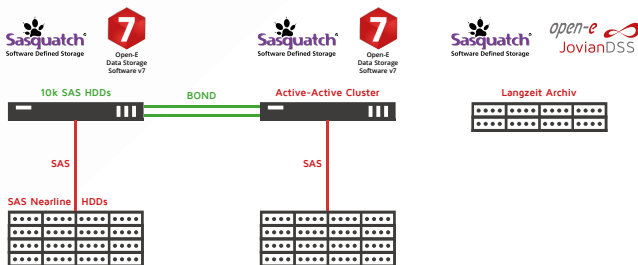 Sasquatch
Software Defined Storage
7
Open-E
Data Storage
Software v7
Sasquatch
Software Defined Storage
7
Open-E
Data Storage
Software v7
Sasquatch
Software Defined Storage
open-e
JovianDSS
10k SAS HDDs
BOND
Active-Active Cluster
Langzeit Archiv
SAS
SAS
SAS Nearline HDDs